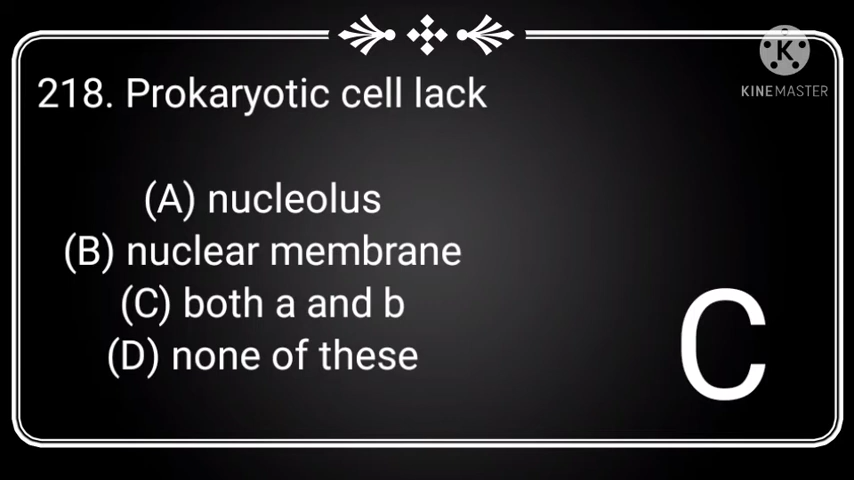 218. Prokaryotic cell lack
(A) nucleolus
(B) nuclear membrane
(C) both a and b
(D) none of these
C
K
KINEMASTER